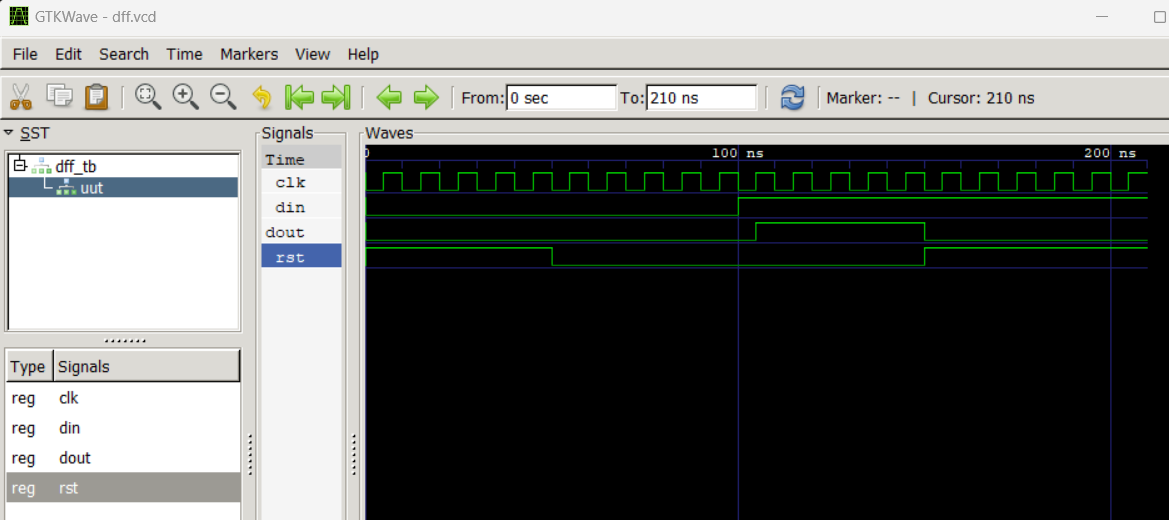 GTKWave - dff.vcd
File Edit Search Time Markers View Help
From: 0 sec To: 210 ns Marker: -- | Cursor: 210 ns
SST
dff_tb
uut
Type Signals
reg clk
reg din
reg dout
reg rst
Signals
Time
clk
din
dout
rst
Waves
0 100 ns 200 ns